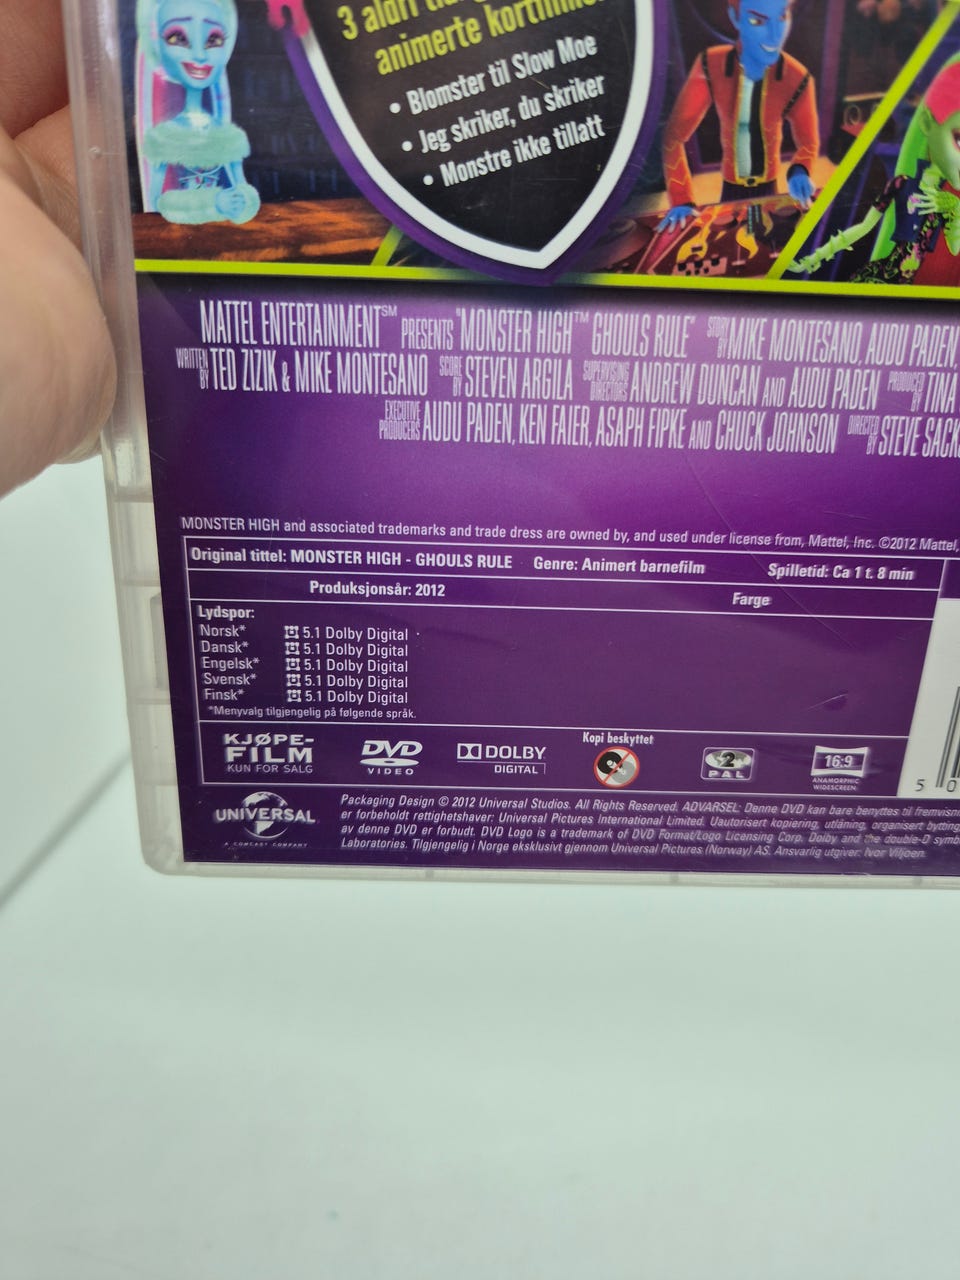 3 aldri
animerte
• Blomster til Slow Moe
• Jeg skriker, du skriker
• Monstre ikke tillatt
MATTEL ENTERTAINMENT℠ PRESENTS "MONSTER HIGH™ GHOULS RULE" STORY BY MIKE MONTESANO, AUDU PADEN,
WRITTEN BY TED ZIZIK & MIKE MONTESANO SCORE BY STEVEN ARGILA SUPERVISING DIRECTORS ANDREW DUNCAN AND AUDU PADEN PRODUCED BY TINA
EXECUTIVE PRODUCERS AUDU PADEN, KEN FAIER, ASAPH FIPKE AND CHUCK JOHNSON DIRECTED BY STEVE SACK
MONSTER HIGH and associated trademarks and trade dress are owned by, and used under license from, Mattel, Inc. ©2012 Mattel,
Original tittel: MONSTER HIGH - GHOULS RULE Genre: Animert barnefilm Spilletid: Ca 1 t. 8 min
Produksjonsår: 2012 Farge
Lydspor:
Norsk* 5.1 Dolby Digital
Dansk* 5.1 Dolby Digital
Engelsk* 5.1 Dolby Digital
Svensk* 5.1 Dolby Digital
Finsk* 5.1 Dolby Digital
*Menyvalg tilgjengelig på følgende språk.
KJØPE-
FILM
KUN FOR SALG
DVD
VIDEO
DOLBY
DIGITAL
Kopi beskyttet
2
PAL
16:9
ANAMORPHIC
WIDESCREEN
5 0
UNIVERSAL
A COMCAST COMPANY
Packaging Design © 2012 Universal Studios. All Rights Reserved. ADVARSEL: Denne DVD kan bare benyttes til fremvisn
er forbeholdt rettighetshaver: Universal Pictures International Limited. Uautorisert kopiering, utlåning, organisert bytting
av denne DVD er forbudt. DVD Logo is a trademark of DVD Format/Logo Licensing Corp. Dolby and the double-D symb
Laboratories. Tilgjengelig i Norge eksklusivt gjennom Universal Pictures (Norway) AS. Ansvarlig utgiver: Ivor Viljoen.